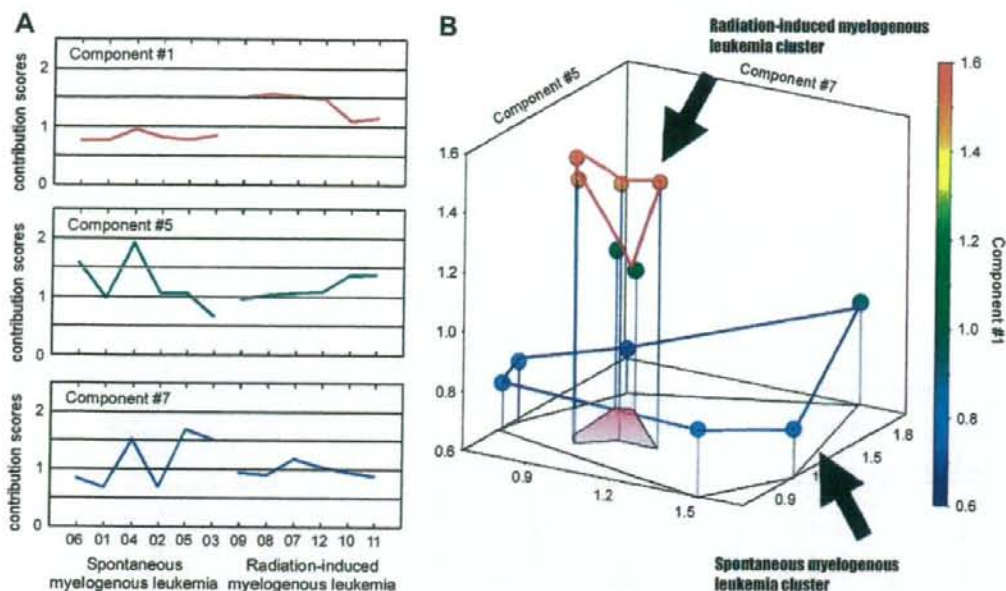 A
Component #1
contribution scores
2
1
0
Component #5
contribution scores
2
1
0
Component #7
contribution scores
2
1
0
06 01 04 02 05 03 09 08 07 12 10 11
Spontaneous
myelogenous leukemia
Radiation-induced
myelogenous leukemia
B
Radiation-induced myelogenous
leukemia cluster
Component #5
Component #7
1.6
1.4
1.2
1.0
0.8
0.6
0.9
1.2
1.5
0.9
1.5
1.8
1.6
1.4
1.2
1.0
0.8
0.6
Component #1
Spontaneous myelogenous
leukemia cluster